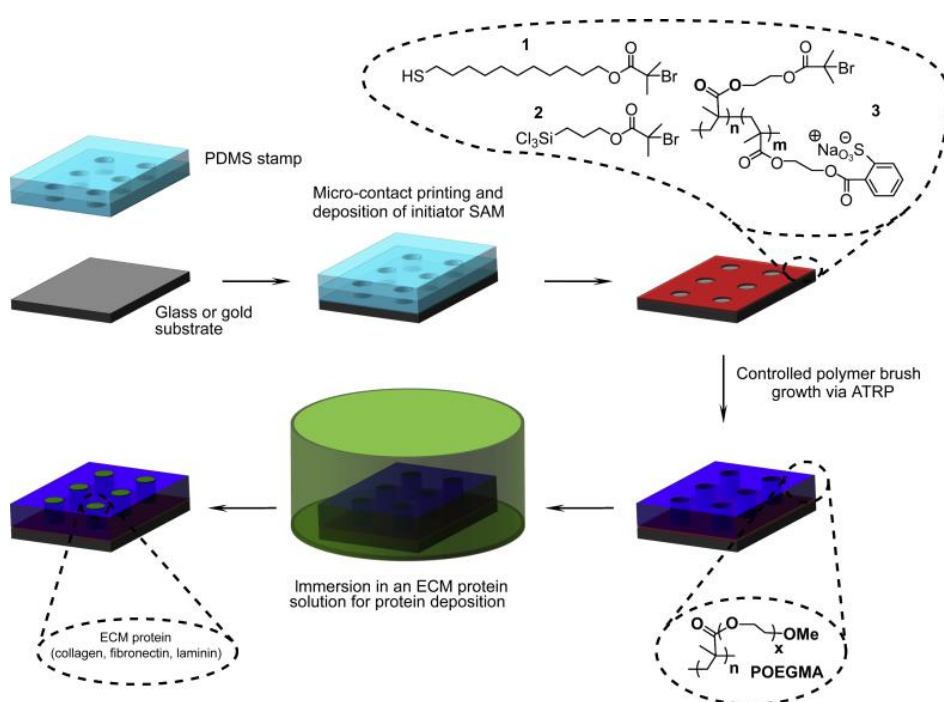 1
HS
O
O
Br
2
Cl3Si
O
O
Br
O
O
O
O
Br
n
m
3
⊕
Na
⊖
O3
S
O
O
O
O
PDMS stamp
Micro-contact printing and
deposition of initiator SAM
Glass or gold
substrate
Controlled polymer brush
growth via ATRP
Immersion in an ECM protein
solution for protein deposition
ECM protein
(collagen, fibronectin, laminin)
O
O
OMe
x
n
POEGMA